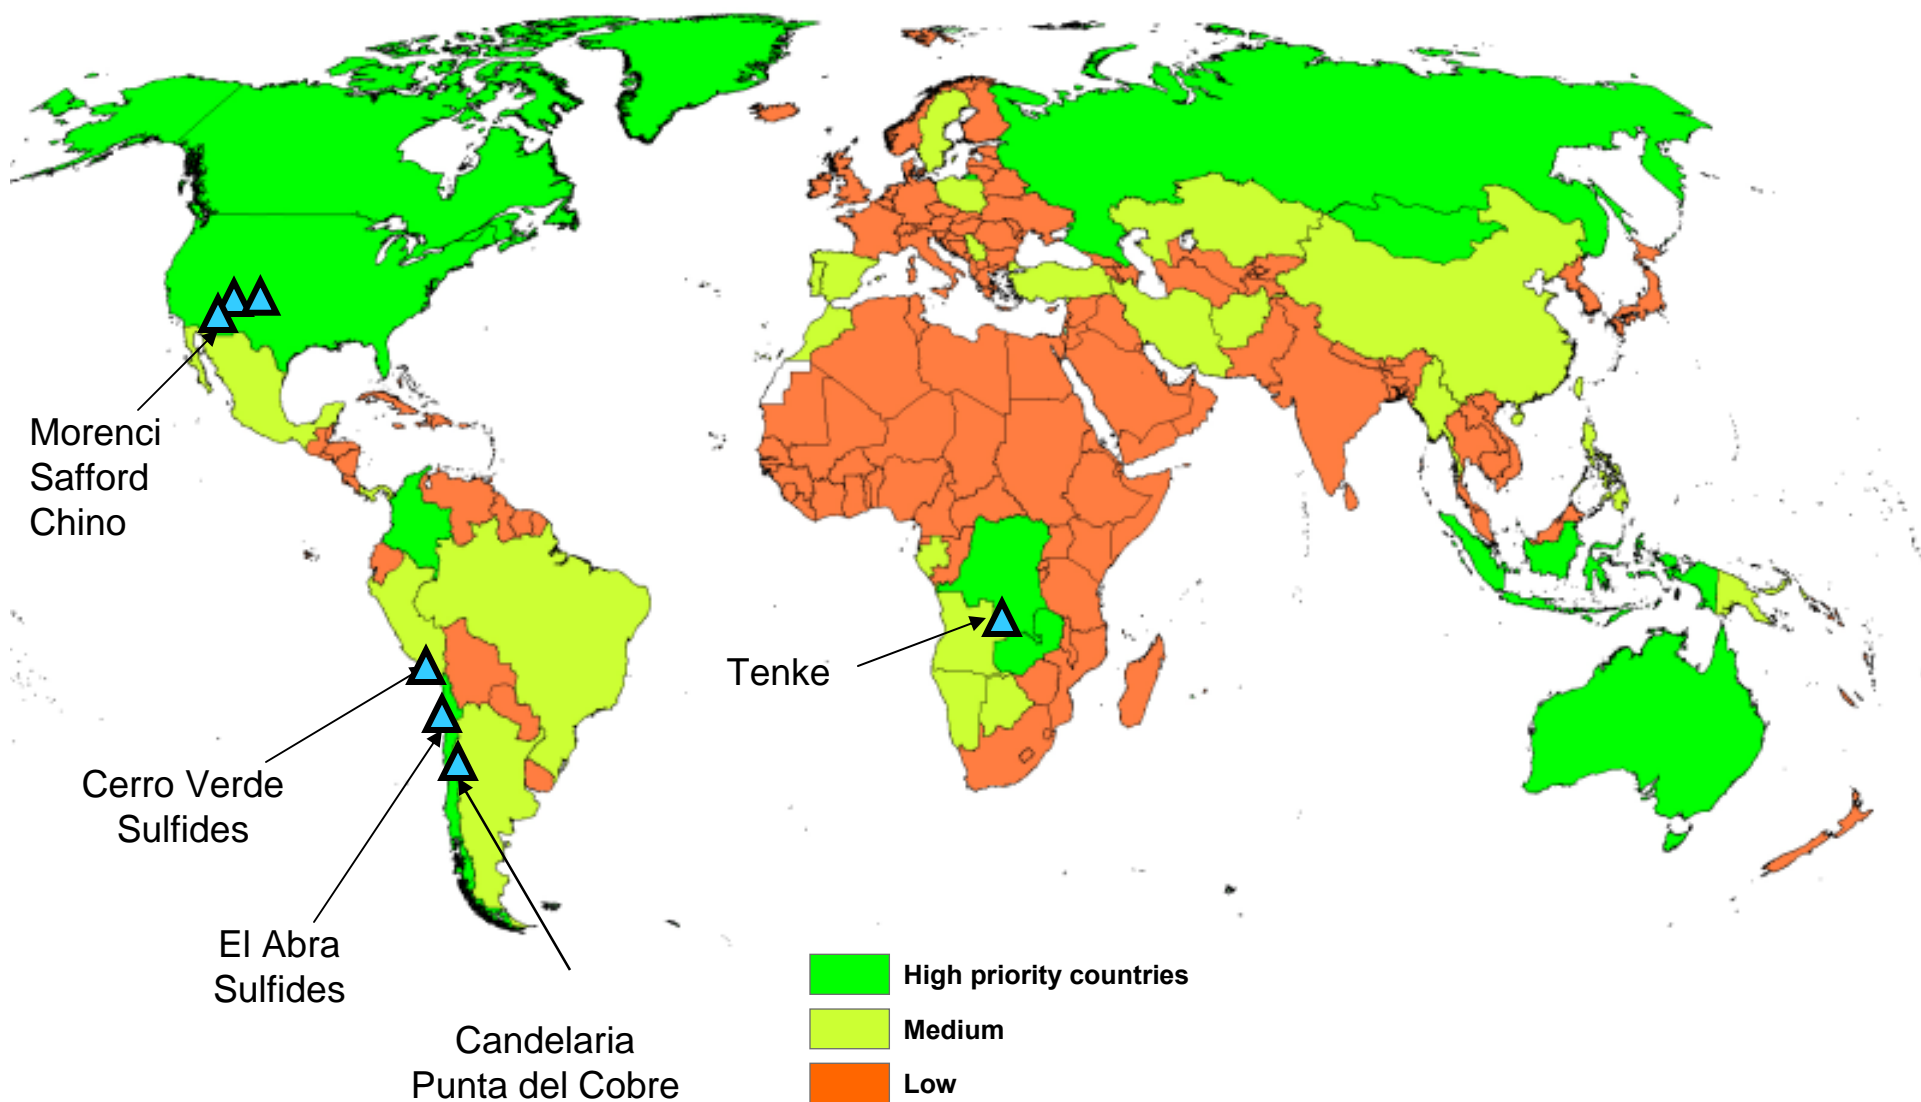 Morenci
Safford
Chino
Tenke
Cerro Verde
Sulfides
El Abra
Sulfides
Candelaria
Punta del Cobre
High priority countries
Medium
Low